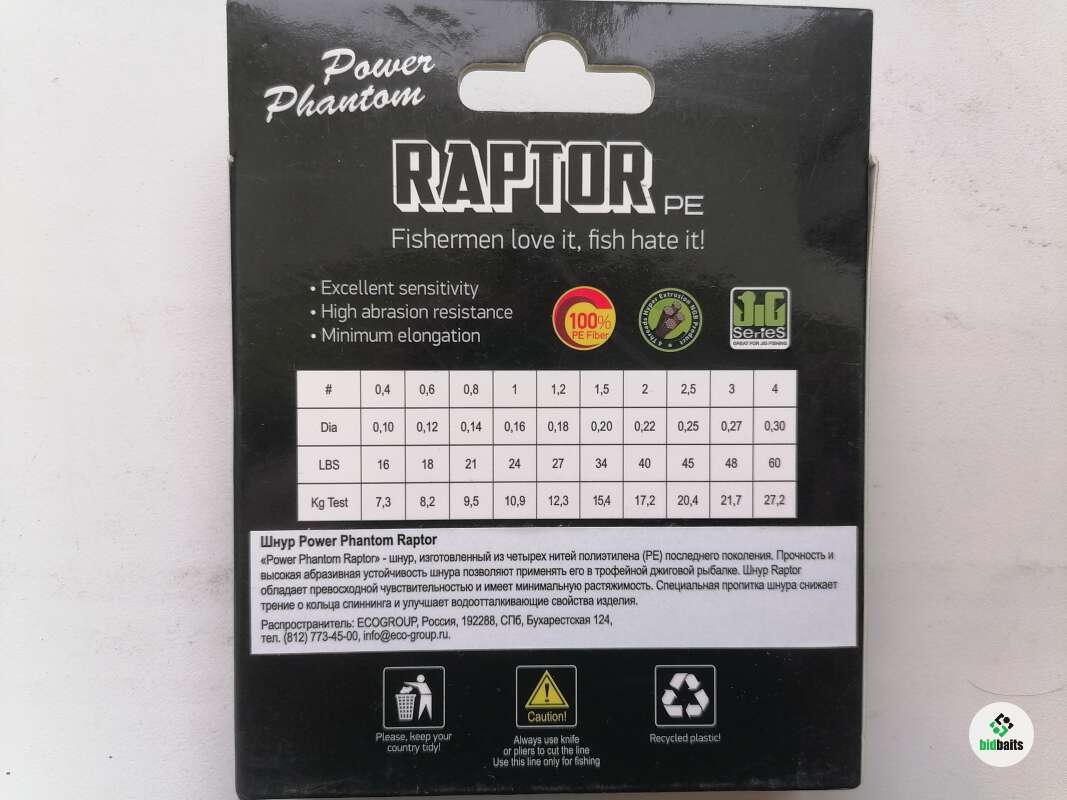 Power
Phantom
RAPTOR PE
Fishermen love it, fish hate it!
• Excellent sensitivity
• High abrasion resistance
• Minimum elongation
100%
PE Fiber
4 Threads Hyper Extrusion NGB Product
JIG
SerieS
GREAT FOR JIG FISHING
# 0,4 0,6 0,8 1 1,2 1,5 2 2,5 3 4
Dia 0,10 0,12 0,14 0,16 0,18 0,20 0,22 0,25 0,27 0,30
LBS 16 18 21 24 27 34 40 45 48 60
Kg Test 7,3 8,2 9,5 10,9 12,3 15,4 17,2 20,4 21,7 27,2
Шнур Power Phantom Raptor
«Power Phantom Raptor» - шнур, изготовленный из четырех нитей полиэтилена (PE) последнего поколения. Прочность и
высокая абразивная устойчивость шнура позволяют применять его в трофейной джиговой рыбалке. Шнур Raptor
обладает превосходной чувствительностью и имеет минимальную растяжимость. Специальная пропитка шнура снижает
трение о кольца спиннинга и улучшает водоотталкивающие свойства изделия.
Распространитель: ECOGROUP, Россия, 192288, СПб, Бухарестская 124,
тел. (812) 773-45-00, info@eco-group.ru.
Please, keep your
country tidy!
Caution!
Always use knife
or pliers to cut the line
Use this line only for fishing
Recycled plastic!
bidbaits